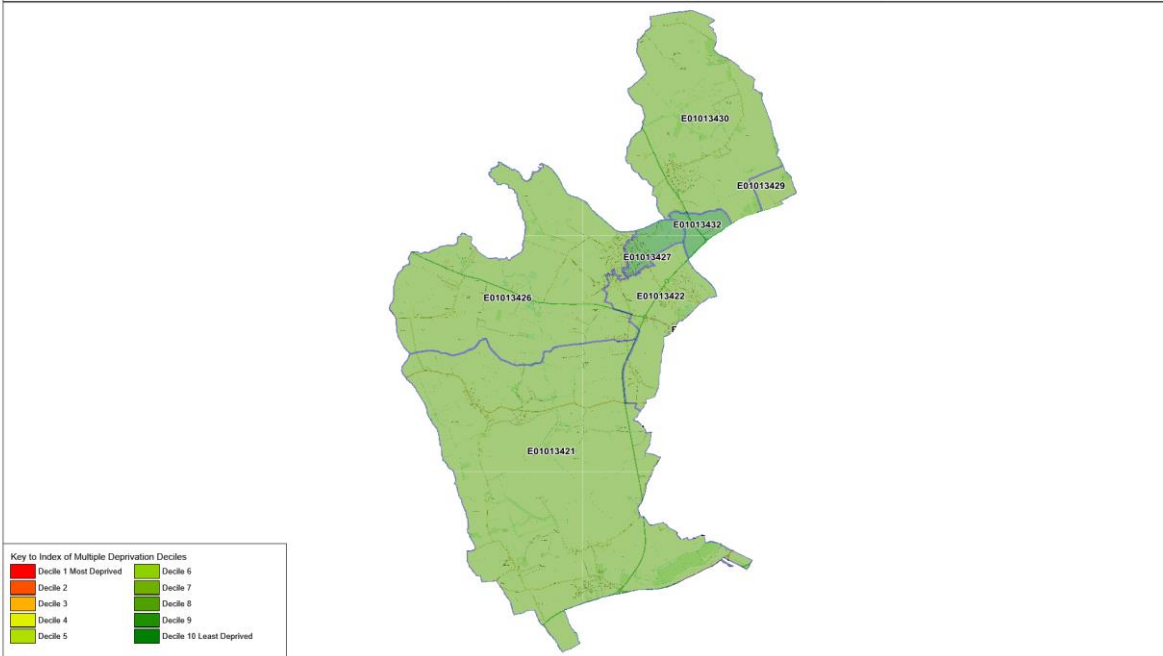 E01013430
E01013429
E01013432
E01013427
E01013426
E01013422
E01013421
Key to Index of Multiple Deprivation Deciles
Decile 1 Most Deprived
Decile 2
Decile 3
Decile 4
Decile 5
Decile 6
Decile 7
Decile 8
Decile 9
Decile 10 Least Deprived